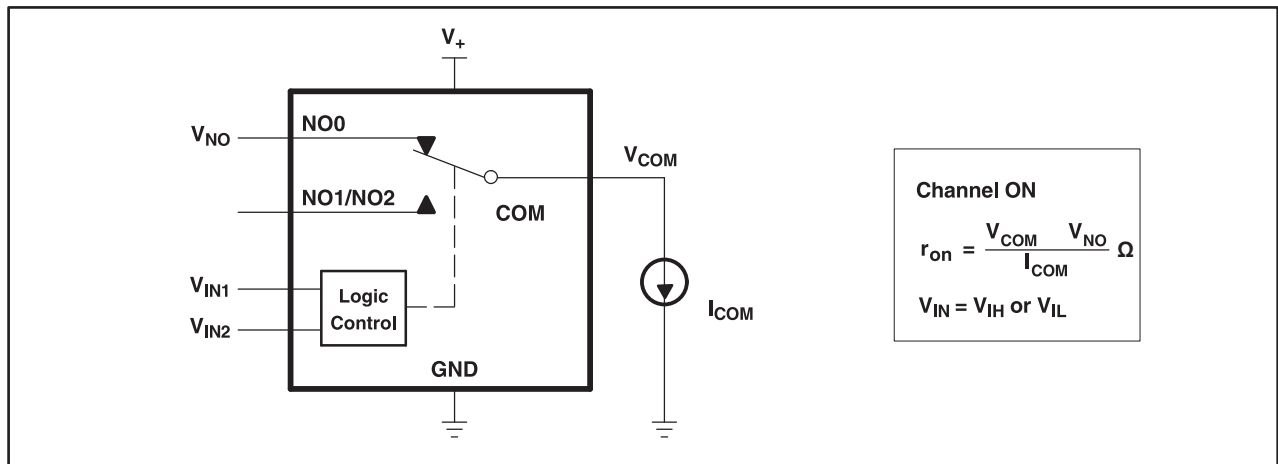 V+
NO0
VNO
VCOM
NO1/NO2
COM
VIN1
Logic
Control
VIN2
ICOM
GND
Channel ON
ron = VCOM VNO / ICOM Ω
VIN = VIH or VIL